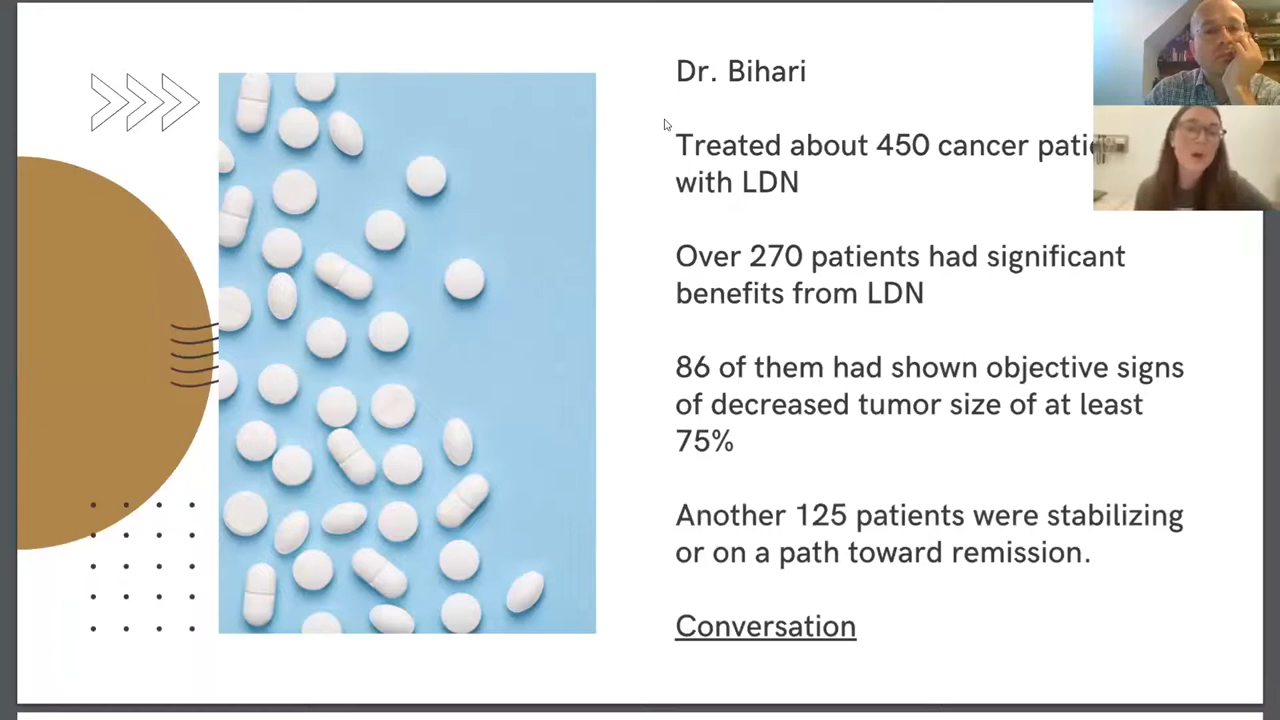 Dr. Bihari
Treated about 450 cancer
with LDN
Over 270 patients had significant
benefits from LDN
86 of them had shown objective signs
of decreased tumor size of at least
75%
Another 125 patients were stabilizing
or on a path toward remission.
Conversation